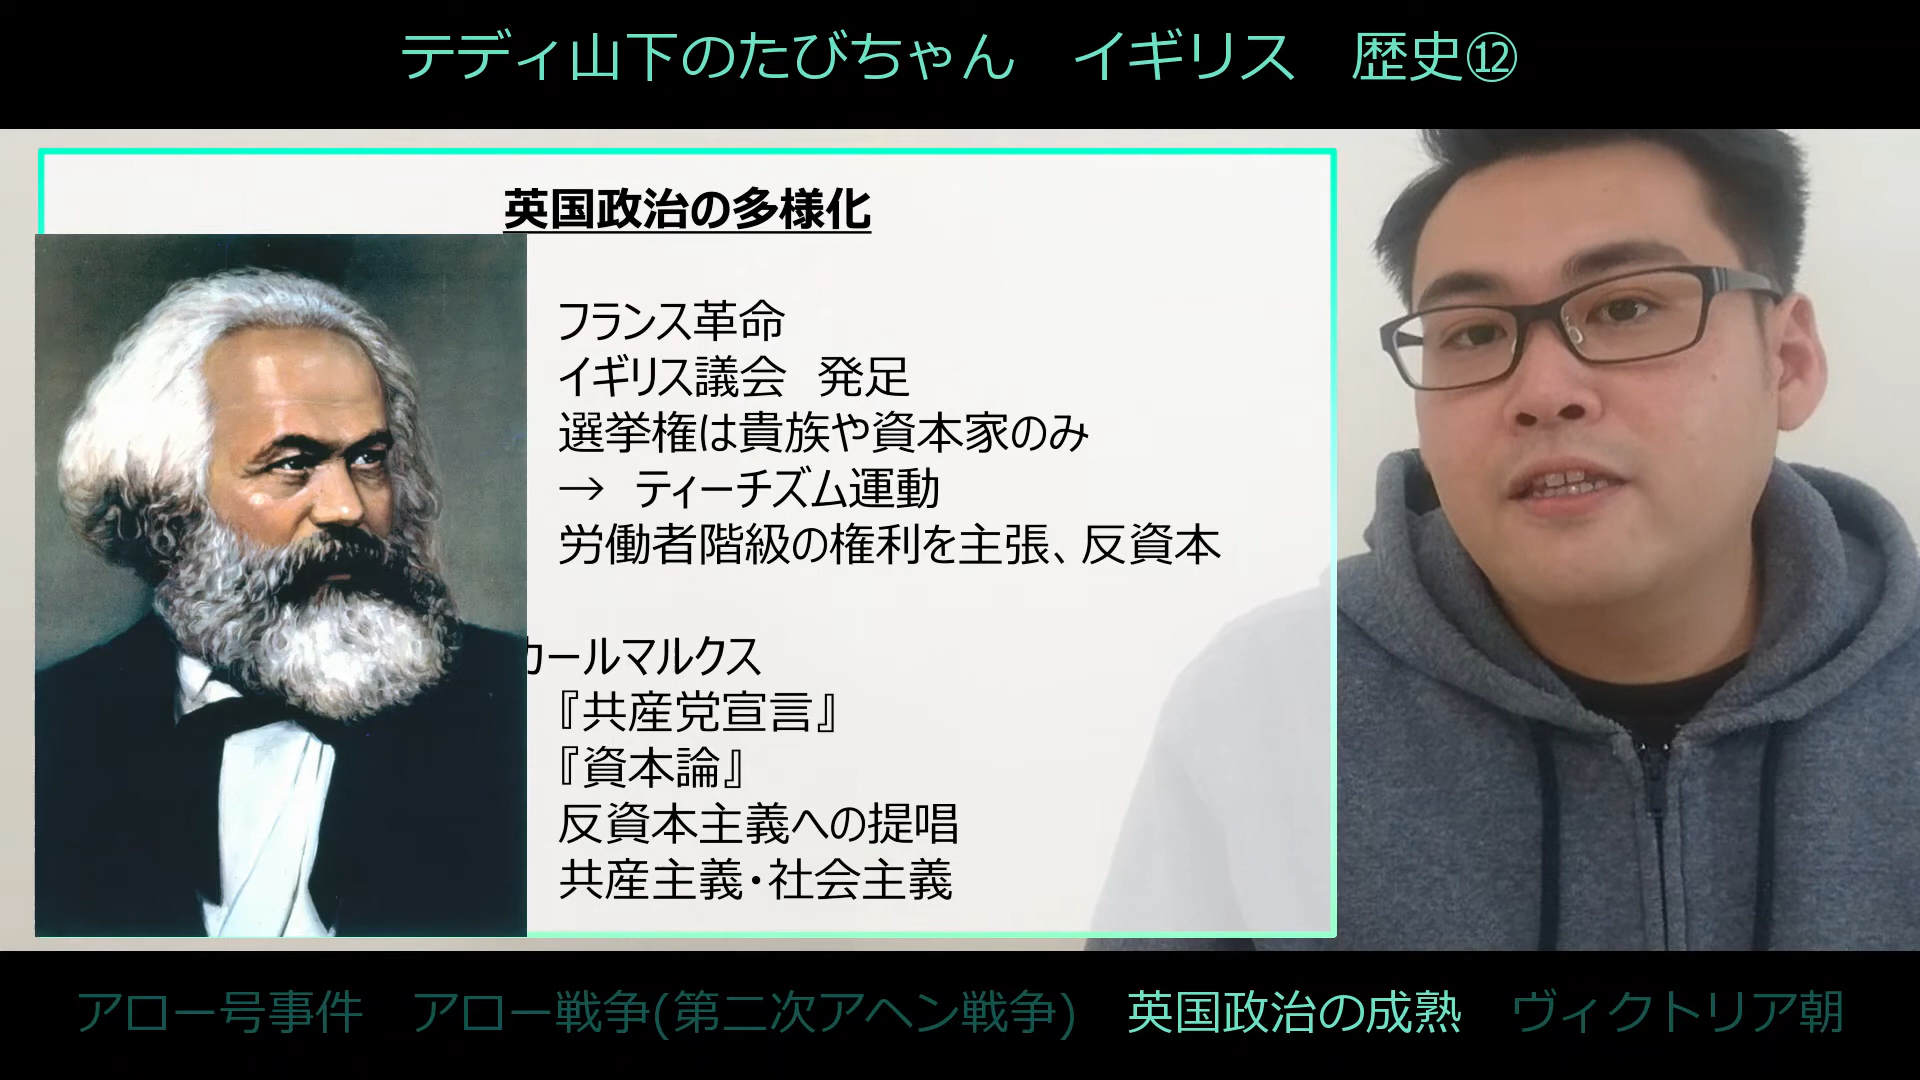 テディ山下のたびちゃん　イギリス　歴史⑫
英国政治の多様化
フランス革命
イギリス議会　発足
選挙権は貴族や資本家のみ
→　ティーチズム運動
労働者階級の権利を主張、反資本
カールマルクス
『共産党宣言』
『資本論』
反資本主義への提唱
共産主義・社会主義
アロー号事件　アロー戦争(第二次アヘン戦争)　英国政治の成熟　ヴィクトリア朝